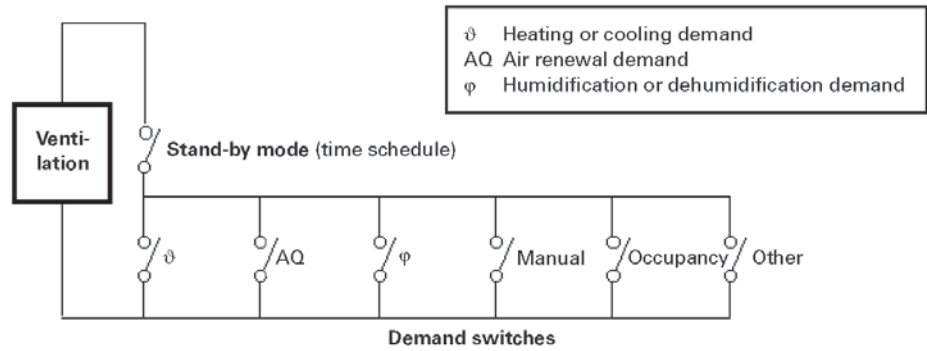 ϑ Heating or cooling demand
AQ Air renewal demand
φ Humidification or dehumidification demand
Venti-
lation
Stand-by mode (time schedule)
ϑ AQ φ Manual Occupancy Other
Demand switches